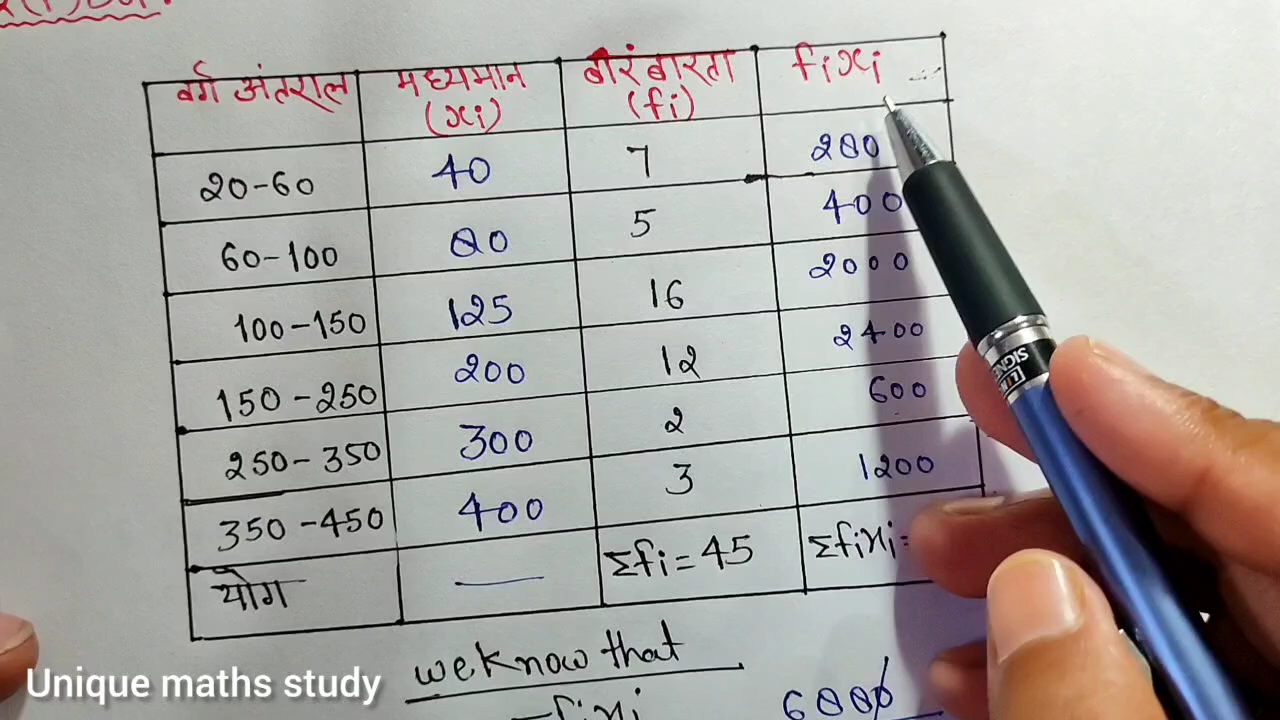 वर्ग अंतराल मध्यमान (xi) बारंबारता (fi) fixi
20-60 40 7 280
60-100 80 5 400
100-150 125 16 2000
150-250 200 12 2400
250-350 300 2 600
350-450 400 3 1200
योग — Σfi=45 Σfixi=
we know that
fixi
6880
Unique maths study